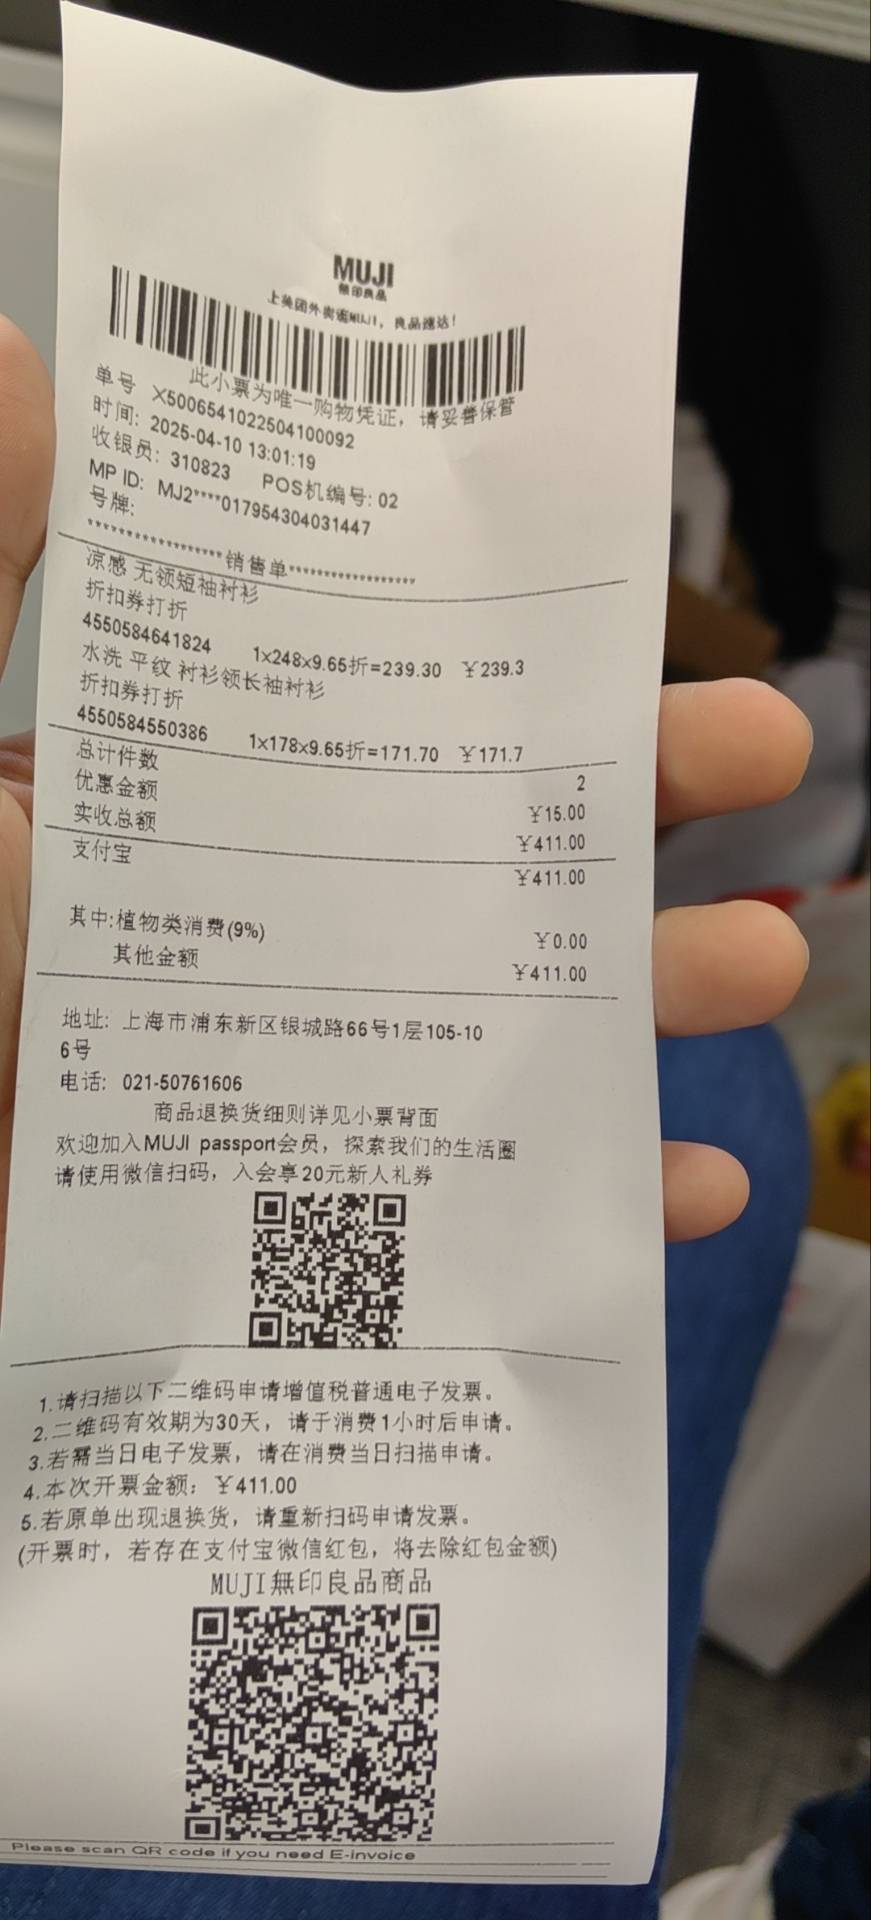 MUJI
無印良品
上美团外卖逛MUJI，良品速达！
此小票为唯一购物凭证，请妥善保管
单号 X5006541022504100092
时间: 2025-04-10 13:01:19
收银员: 310823 POS机编号: 02
MP ID: MJ2****017954304031447
号牌:
******************销售单******************
凉感 无领短袖衬衫
折扣券打折
4550584641824 1x248x9.65折=239.30 ¥239.3
水洗 平纹 衬衫领长袖衬衫
折扣券打折
4550584550386 1x178x9.65折=171.70 ¥171.7
总计件数 2
优惠金额 ¥15.00
实收总额 ¥411.00
支付宝 ¥411.00
其中:植物类消费(9%) ¥0.00
其他金额 ¥411.00
地址: 上海市浦东新区银城路66号1层105-10
6号
电话: 021-50761606
商品退换货细则详见小票背面
欢迎加入MUJI passport会员，探索我们的生活圈
请使用微信扫码，入会享20元新人礼券
1.请扫描以下二维码申请增值税普通电子发票。
2.二维码有效期为30天，请于消费1小时后申请。
3.若需当日电子发票，请在消费当日扫描申请。
4.本次开票金额：¥411.00
5.若原单出现退换货，请重新扫码申请发票。
(开票时，若存在支付宝微信红包，将去除红包金额)
MUJI無印良品商品
Please scan QR code if you need E-invoice